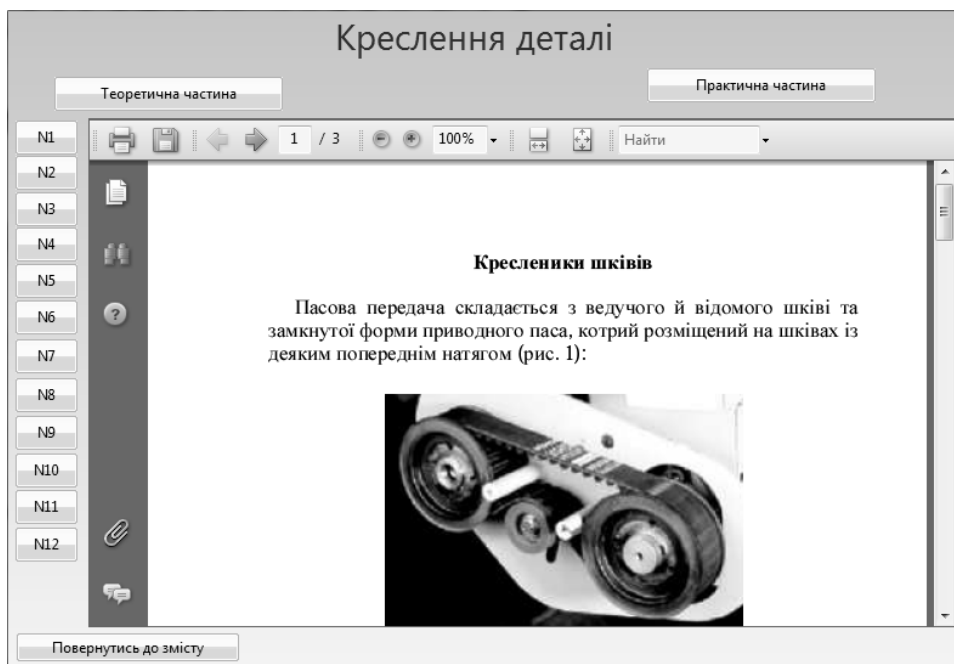 Креслення деталі
Теоретична частина
Практична частина
N1
N2
N3
N4
N5
N6
N7
N8
N9
N10
N11
N12
1 / 3
100%
Найти
Кресленики шківів
Пасова передача складається з ведучого й відомого шківі та
замкнутої форми приводного паса, котрий розміщений на шківах із
деяким попереднім натягом (рис. 1):
Повернутись до змісту